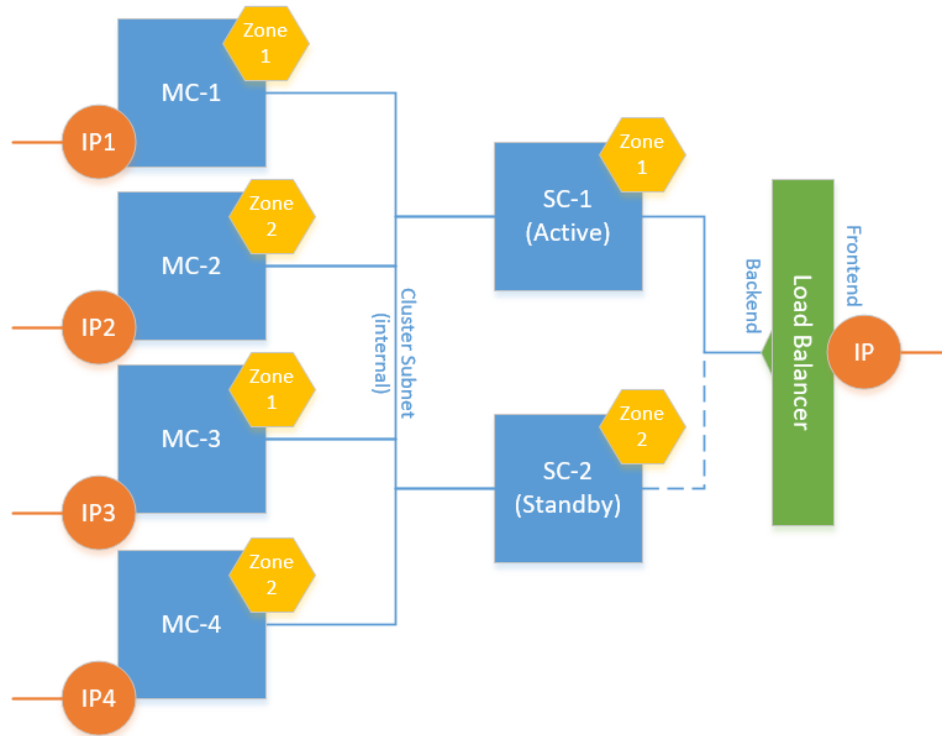 Zone
1
MC-1
IP1
Zone
2
MC-2
IP2
Zone
1
MC-3
IP3
Zone
2
MC-4
IP4
Cluster Subnet
(internal)
Zone
1
SC-1
(Active)
Zone
2
SC-2
(Standby)
Backend
Load Balancer
Frontend
IP